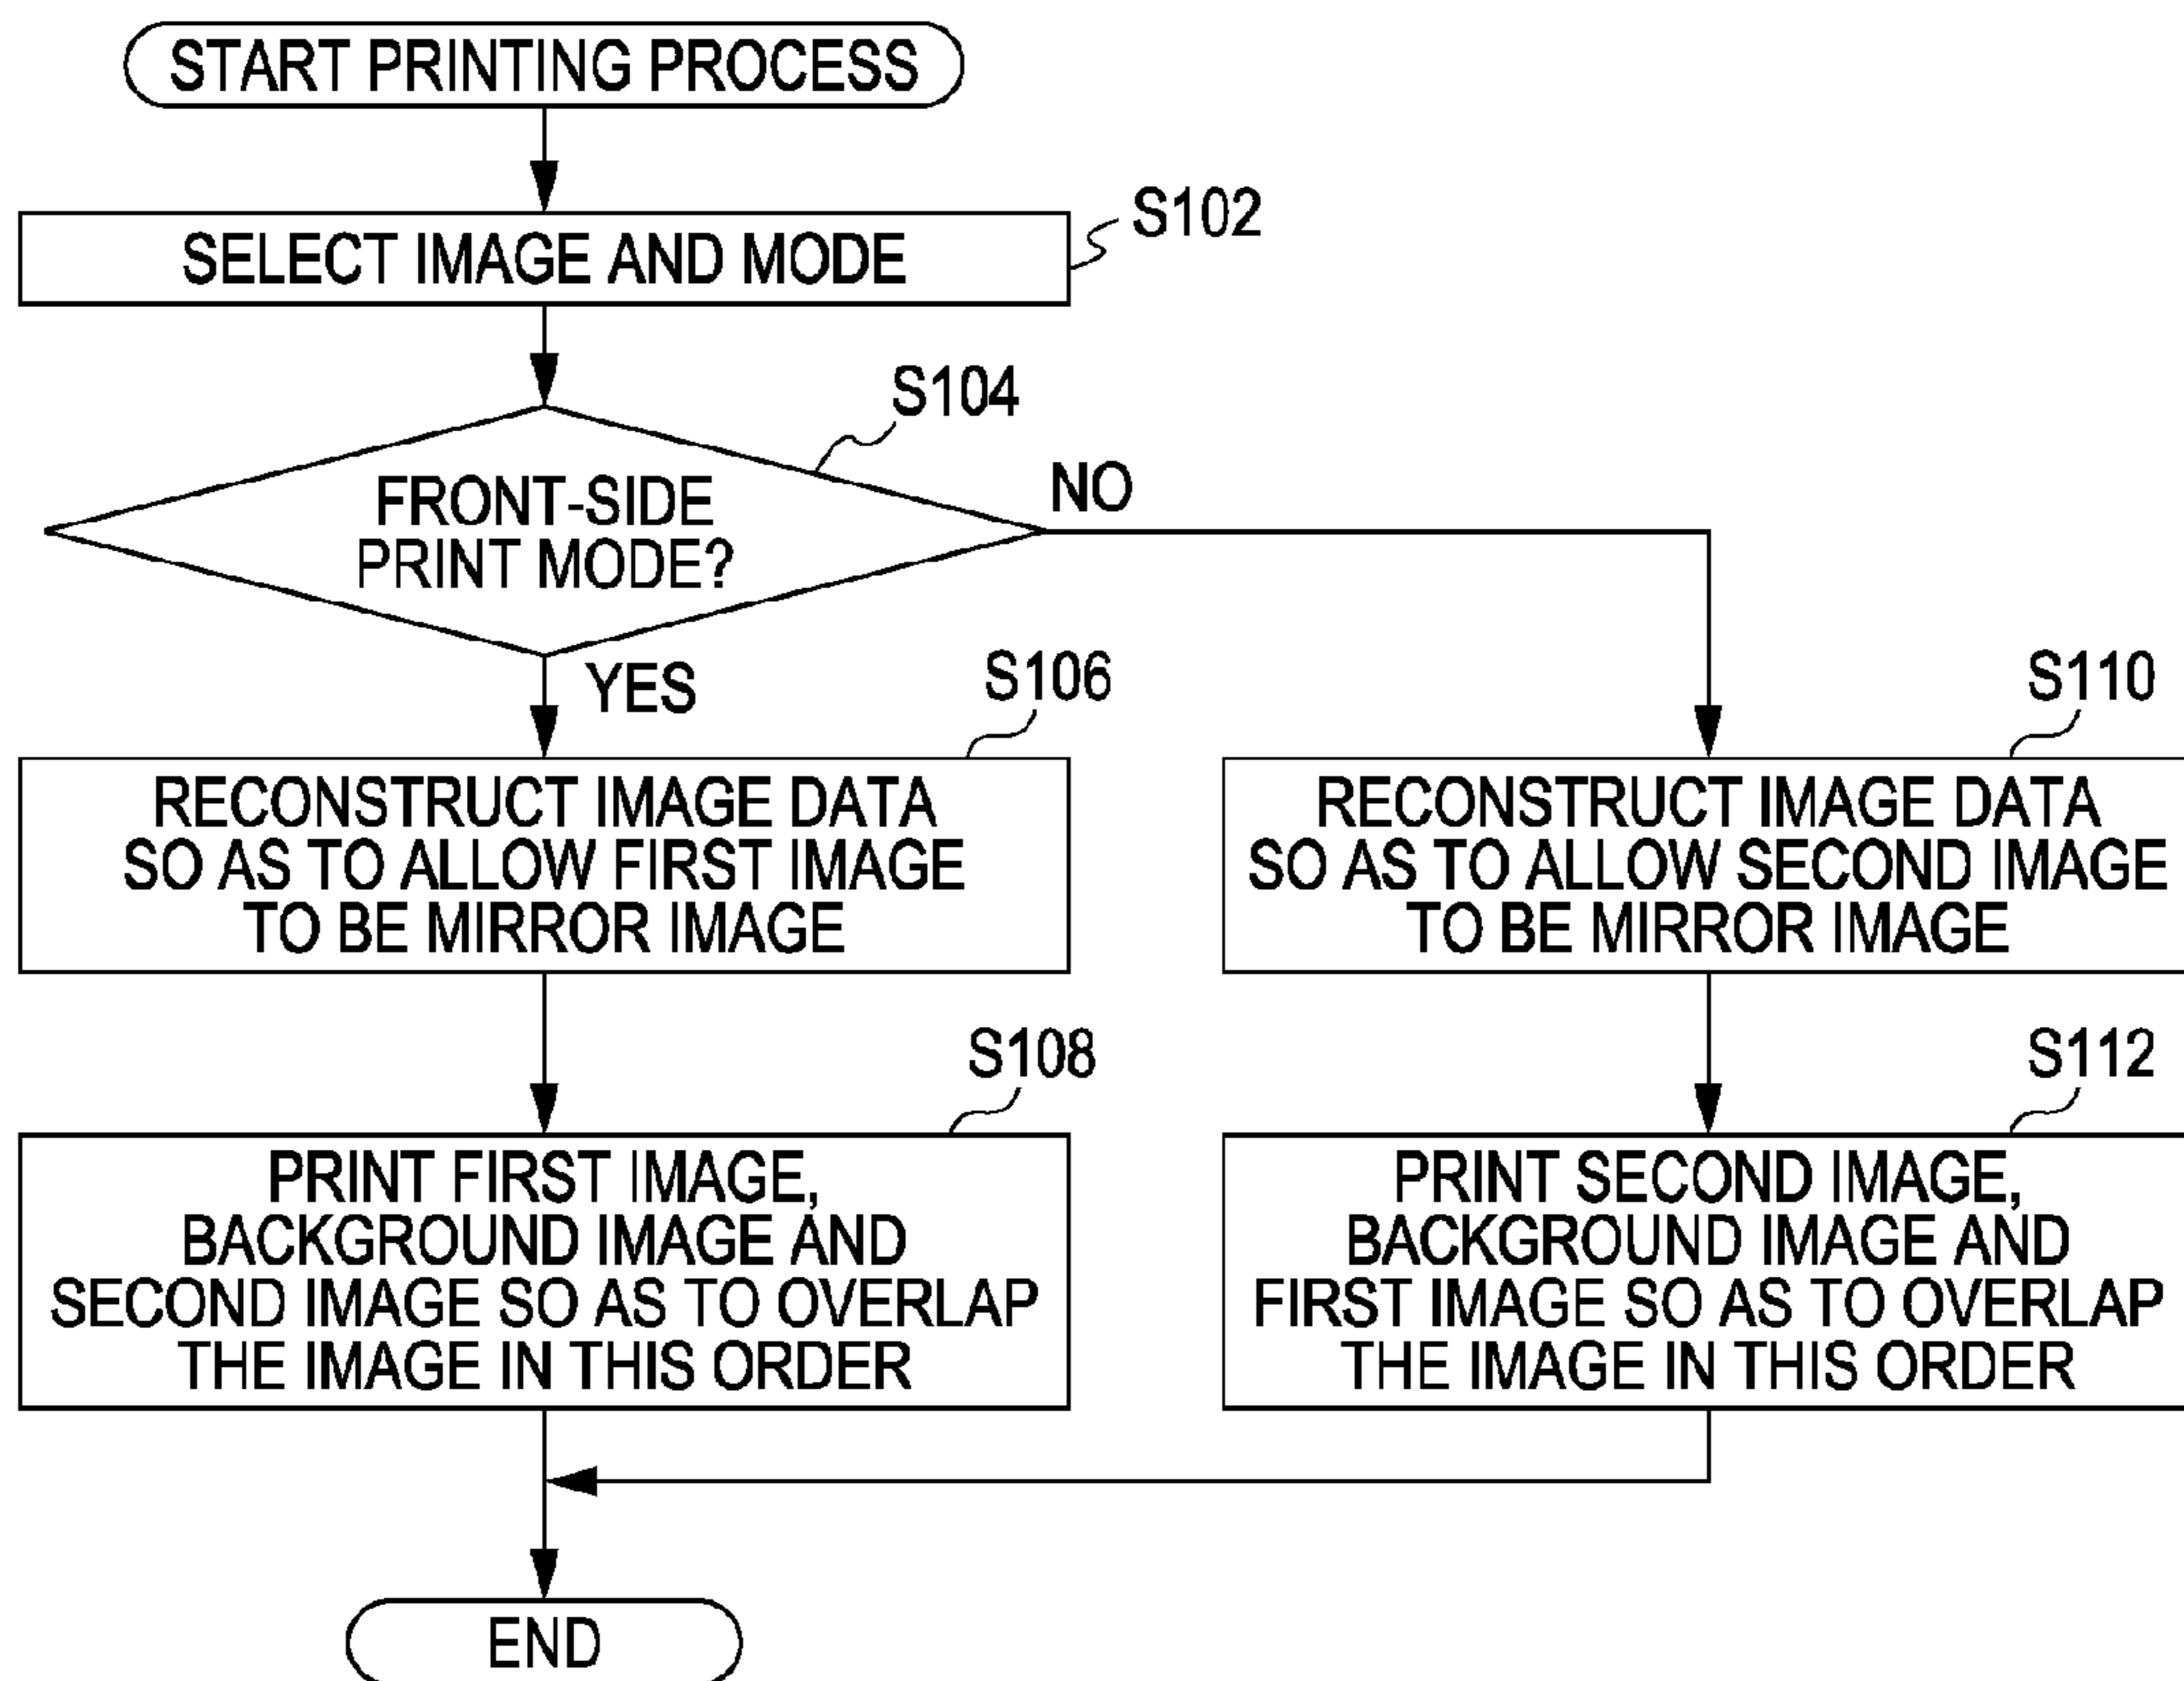 START PRINTING PROCESS
SELECT IMAGE AND MODE
S102
S104
FRONT-SIDE
PRINT MODE?
NO
YES
S106
RECONSTRUCT IMAGE DATA
SO AS TO ALLOW FIRST IMAGE
TO BE MIRROR IMAGE
S110
RECONSTRUCT IMAGE DATA
SO AS TO ALLOW SECOND IMAGE
TO BE MIRROR IMAGE
S108
PRINT FIRST IMAGE,
BACKGROUND IMAGE AND
SECOND IMAGE SO AS TO OVERLAP
THE IMAGE IN THIS ORDER
S112
PRINT SECOND IMAGE,
BACKGROUND IMAGE AND
FIRST IMAGE SO AS TO OVERLAP
THE IMAGE IN THIS ORDER
END